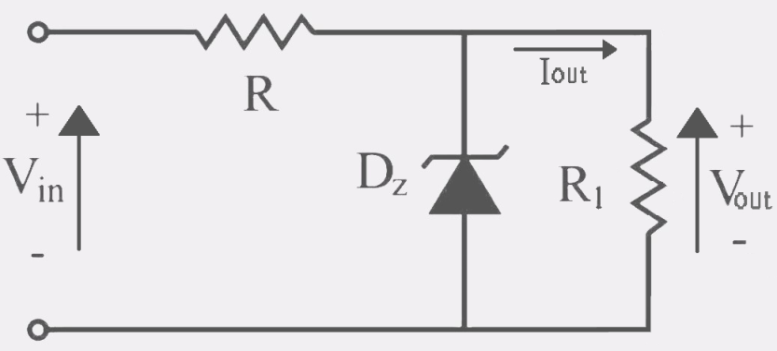 R
Iout
+
Vin
-
Dz
R1
+
Vout
-